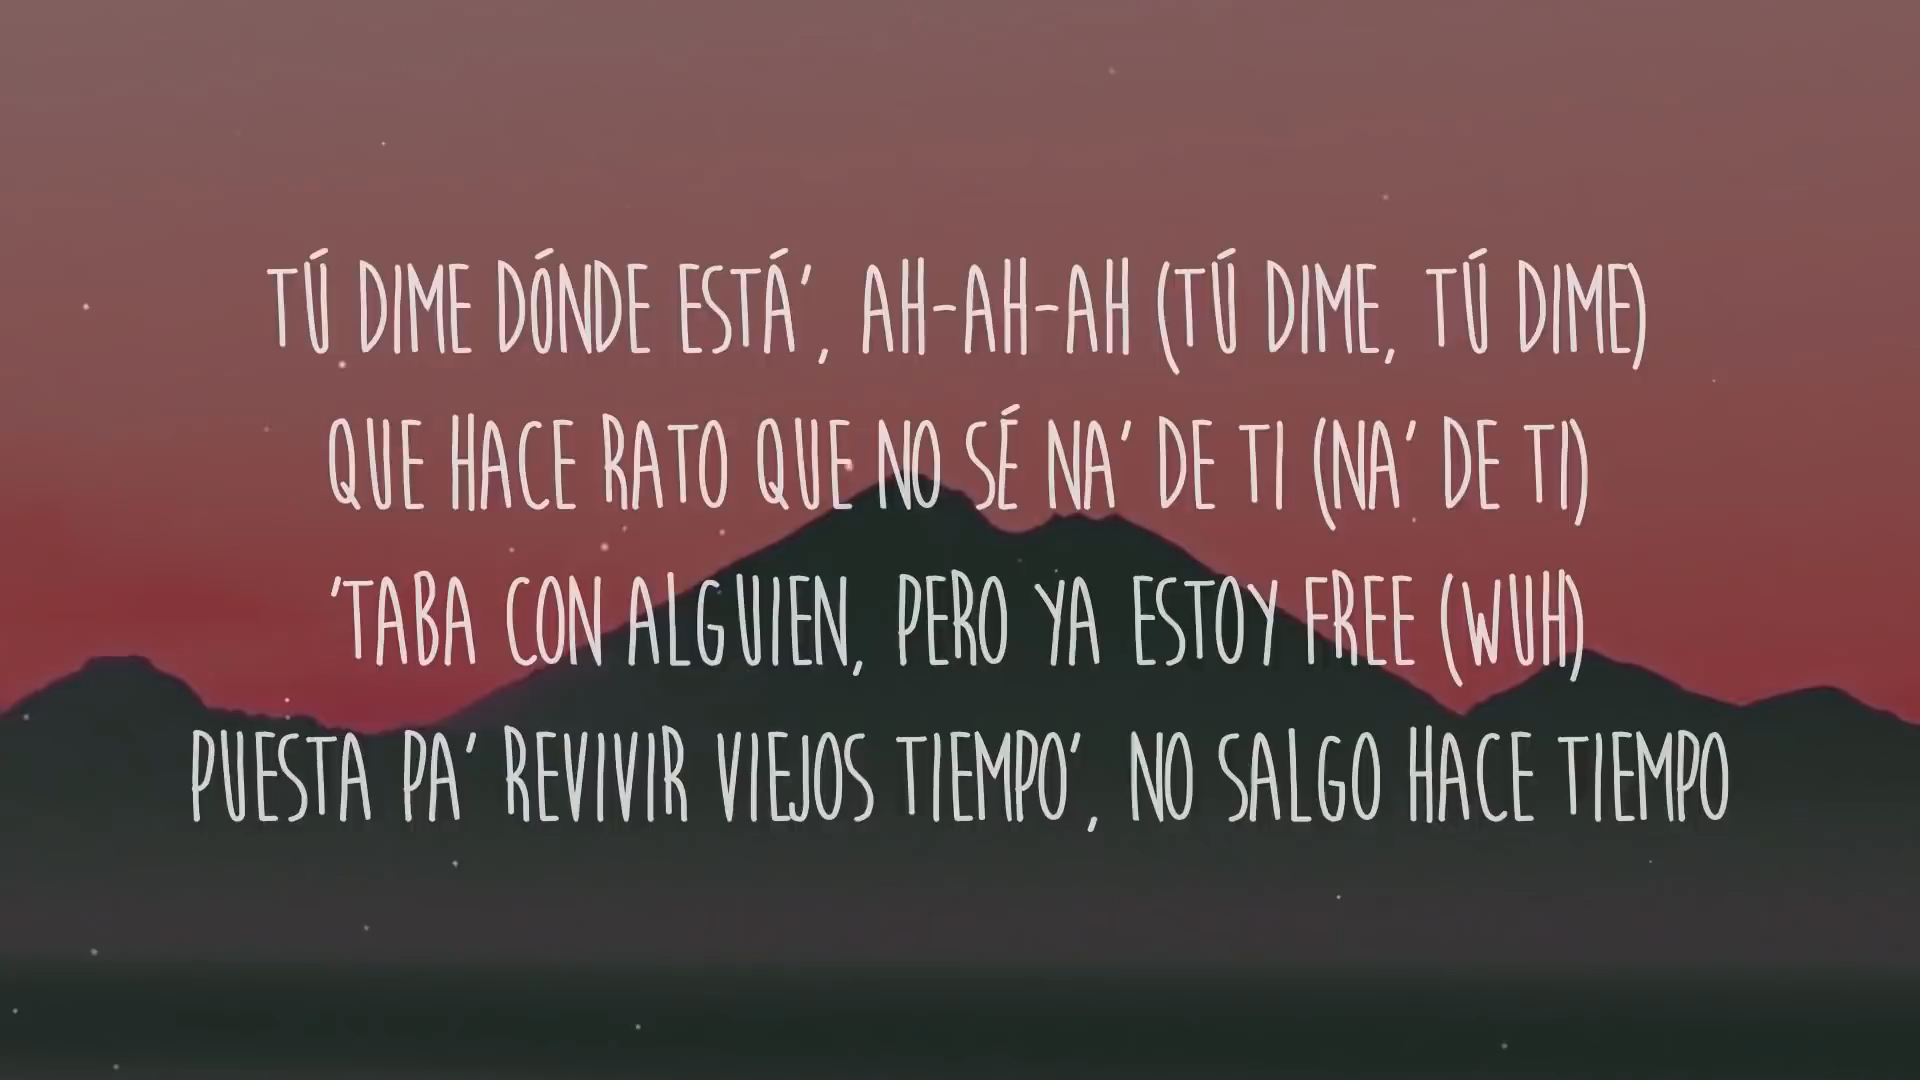 TÚ DIME DÓNDE ESTÁ', AH-AH-AH (TÚ DIME, TÚ DIME)
QUE HACE RATO QUE NO SÉ NA' DE TI (NA' DE TI)
'TABA CON ALGUIEN, PERO YA ESTOY FREE (WUH)
PUESTA PA' REVIVIR VIEJOS TIEMPO', NO SALGO HACE TIEMPO